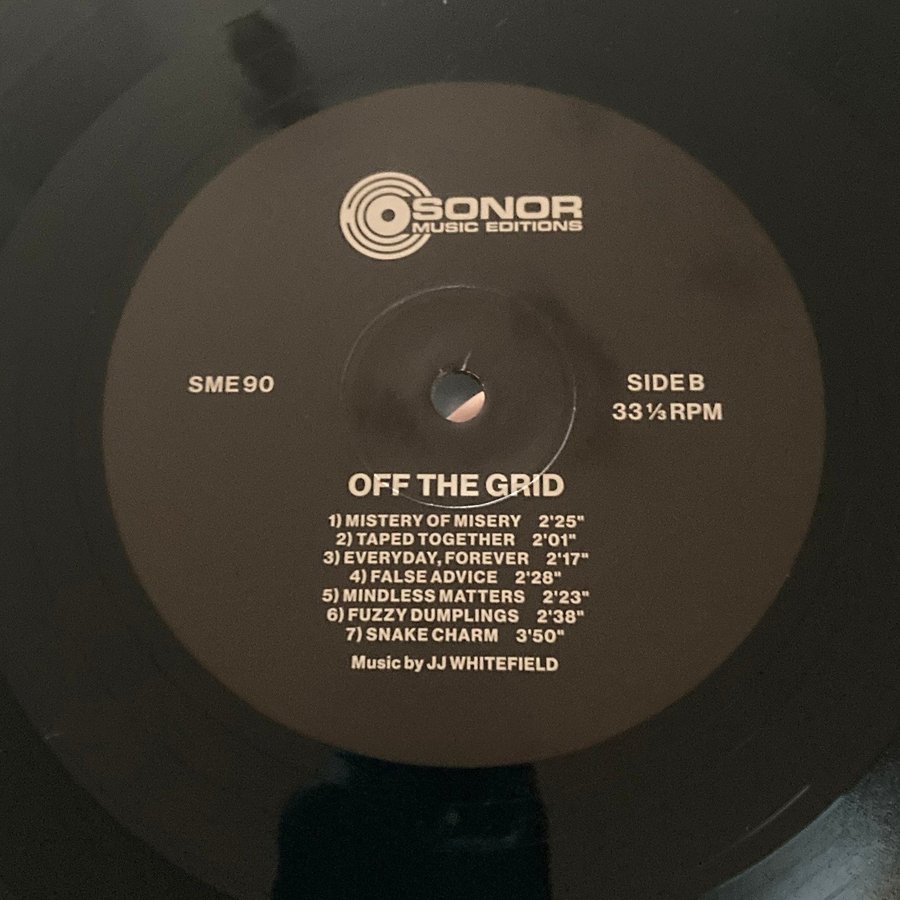 SONOR
MUSIC EDITIONS
SME90
SIDE B
33⅓RPM
OFF THE GRID
1) MISTERY OF MISERY 2'25"
2) TAPED TOGETHER 2'01"
3) EVERYDAY, FOREVER 2'17"
4) FALSE ADVICE 2'28"
5) MINDLESS MATTERS 2'23"
6) FUZZY DUMPLINGS 2'38"
7) SNAKE CHARM 3'50"
Music by JJ WHITEFIELD